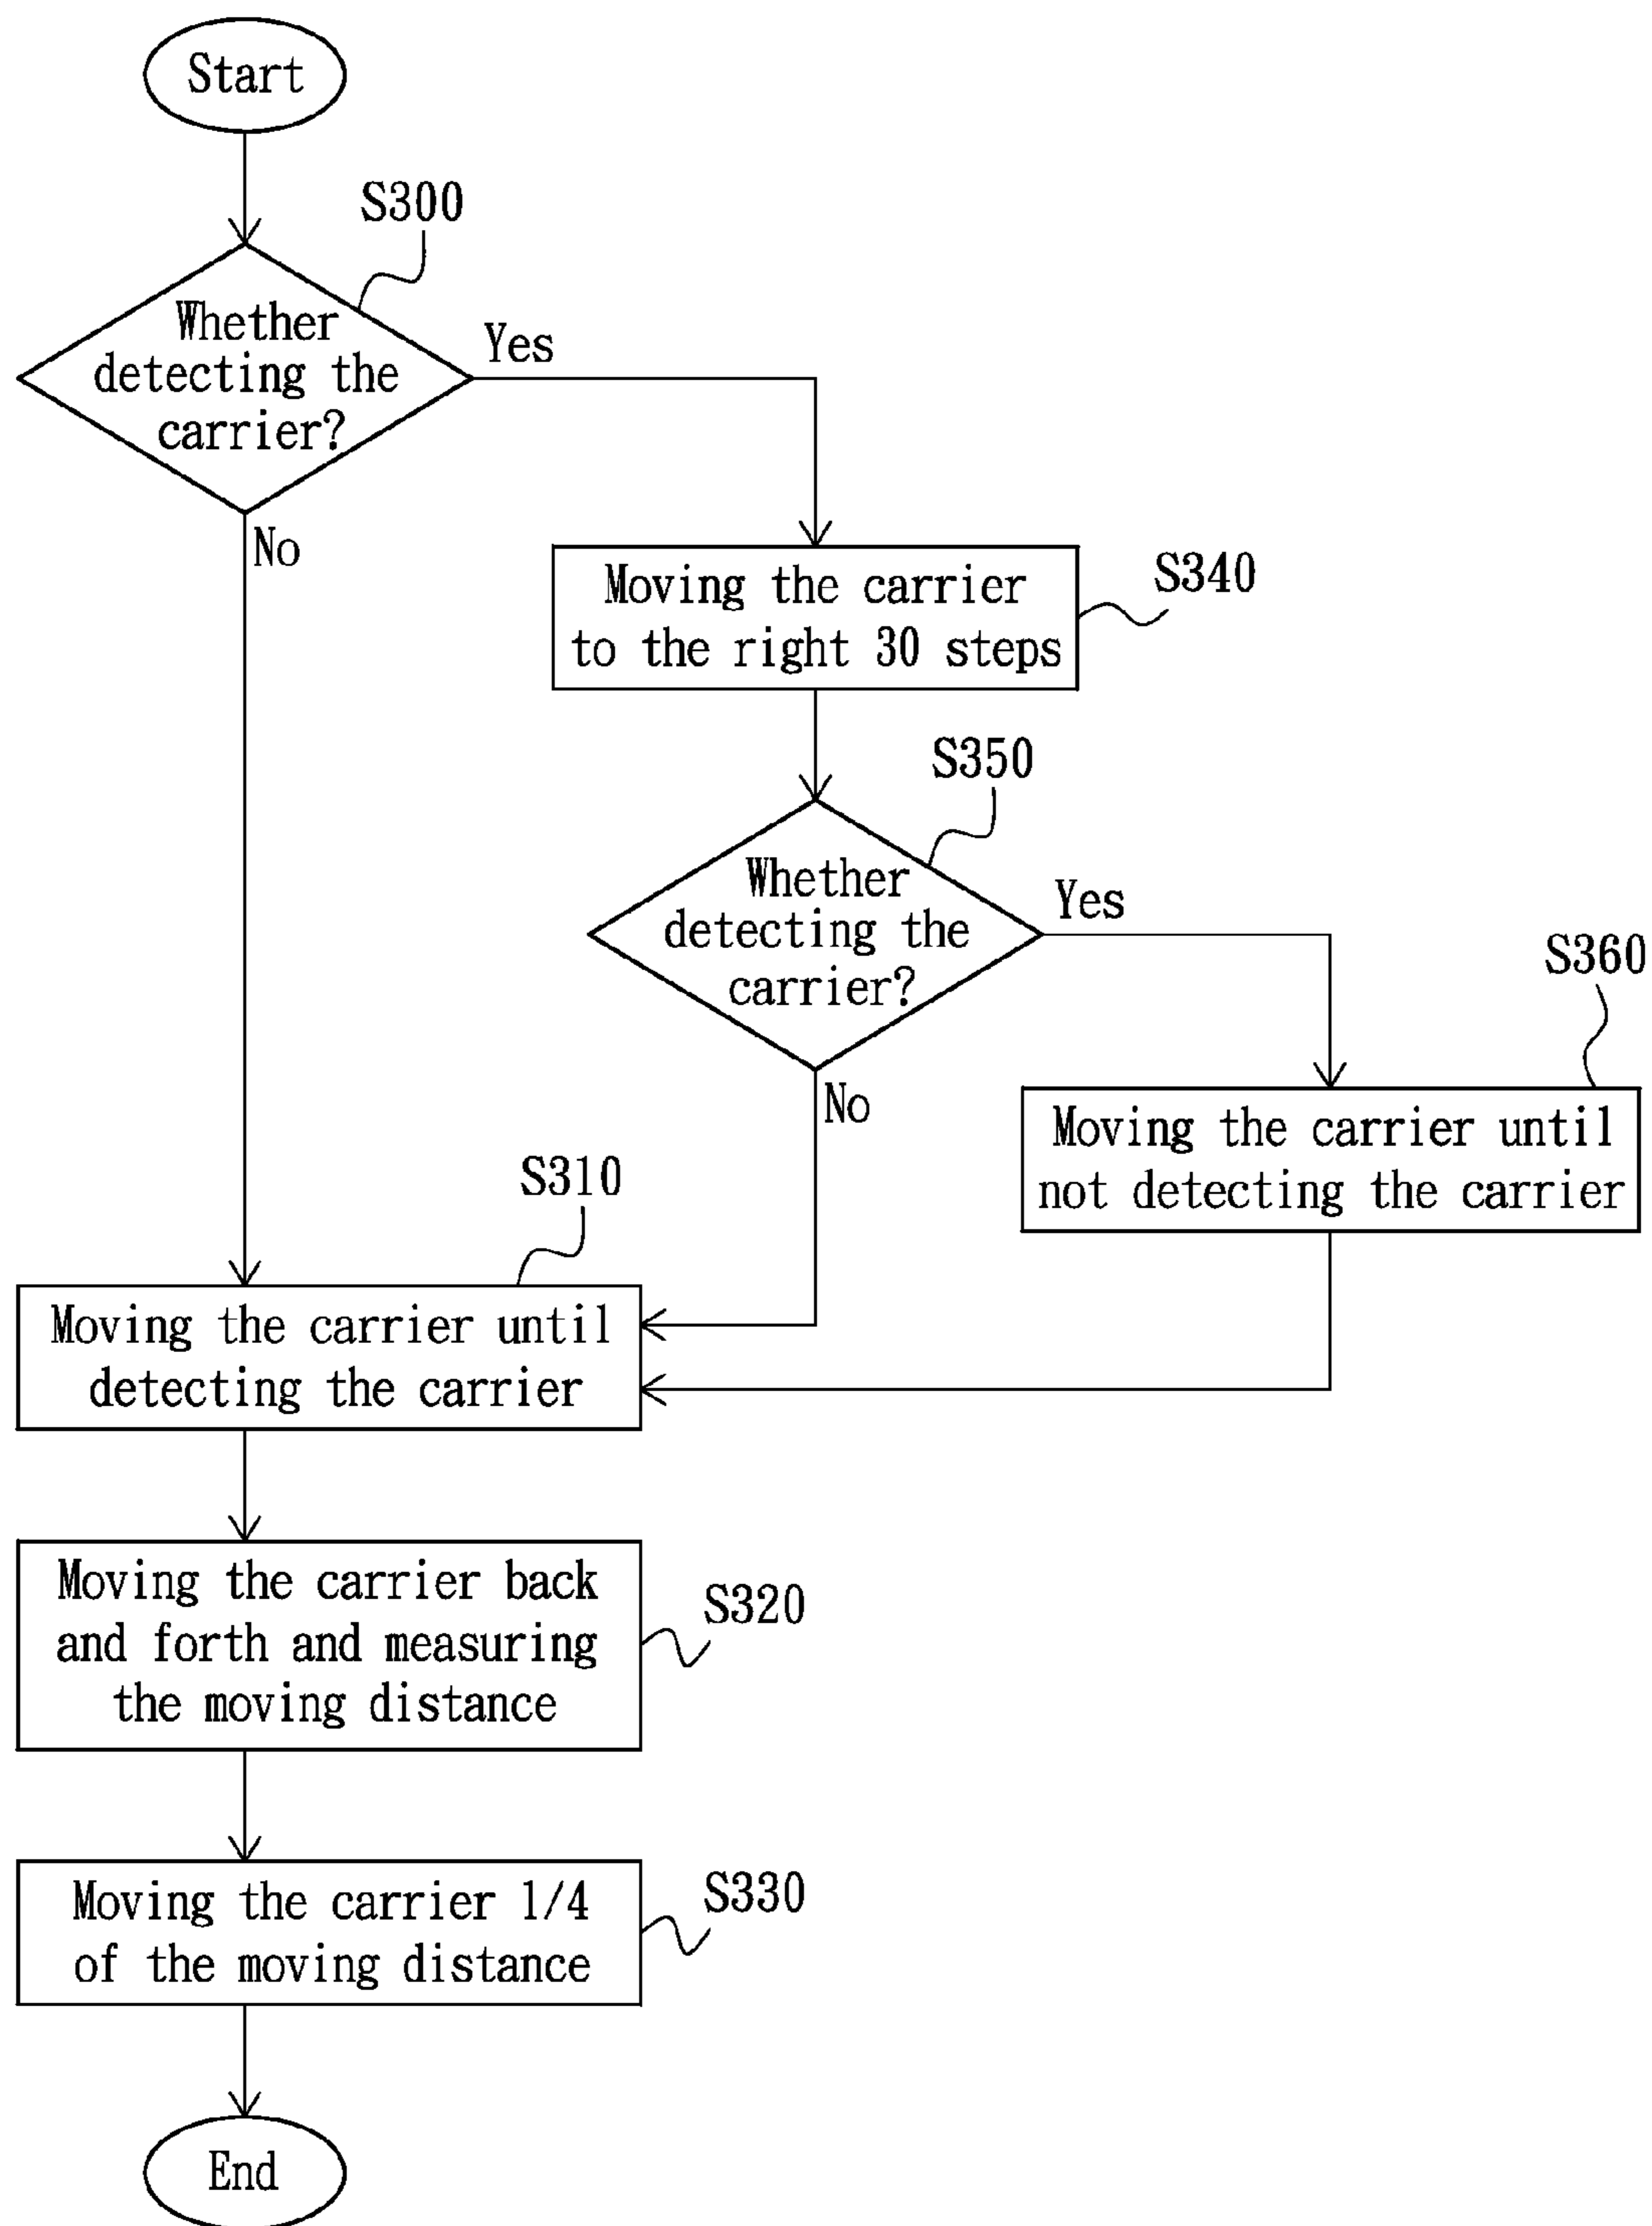 Start
S300
Whether
detecting the
carrier?
Yes
No
Moving the carrier
to the right 30 steps
S340
S350
Whether
detecting the
carrier?
Yes
No
S360
Moving the carrier until
not detecting the carrier
S310
Moving the carrier until
detecting the carrier
Moving the carrier back
and forth and measuring
the moving distance
S320
Moving the carrier 1/4
of the moving distance
S330
End